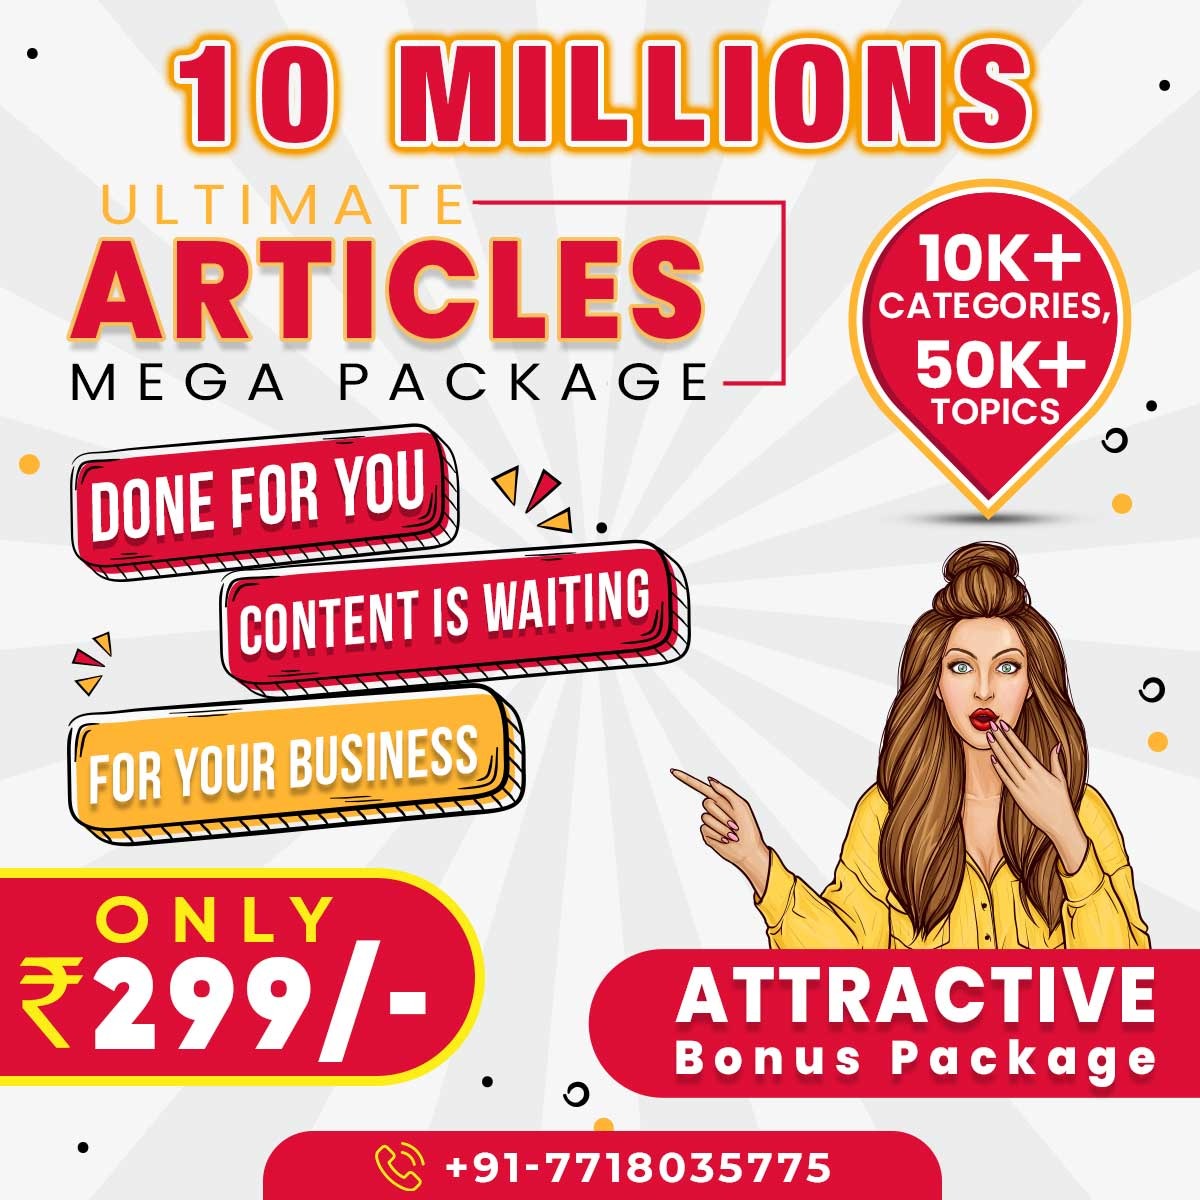 10 MILLIONS
ULTIMATE
ARTICLES
MEGA PACKAGE
10K+
CATEGORIES,
50K+
TOPICS
DONE FOR YOU
CONTENT IS WAITING
FOR YOUR BUSINESS
ONLY
₹299/-
ATTRACTIVE
Bonus Package
+91-7718035775